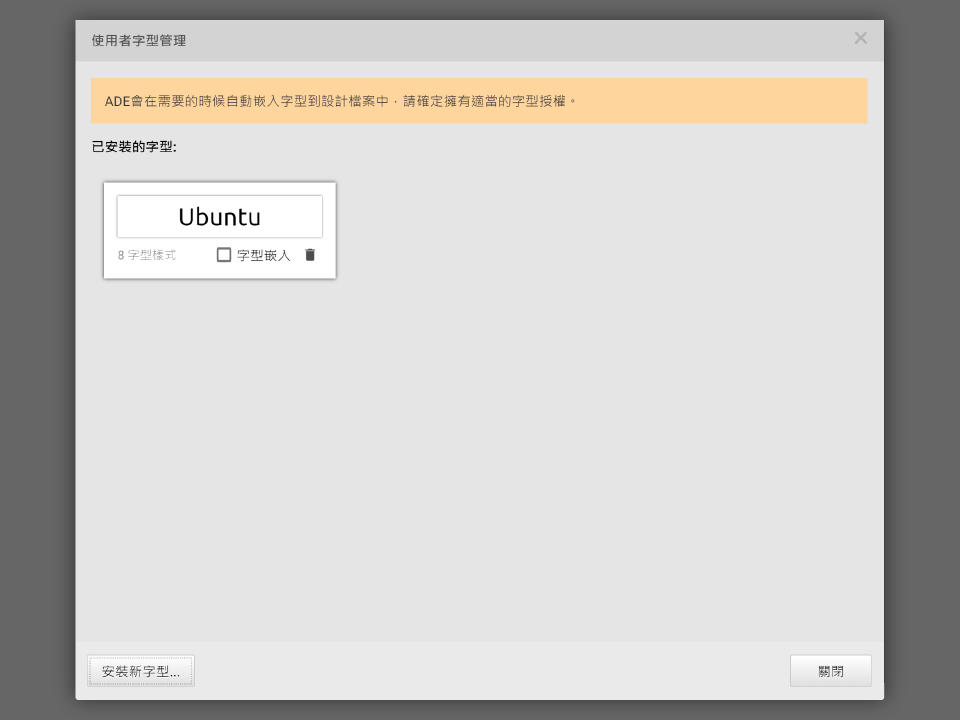 使用者字型管理
ADE會在需要的時候自動嵌入字型到設計檔案中，請確定擁有適當的字型授權。
已安裝的字型:
Ubuntu
8 字型樣式
字型嵌入
安裝新字型...
關閉